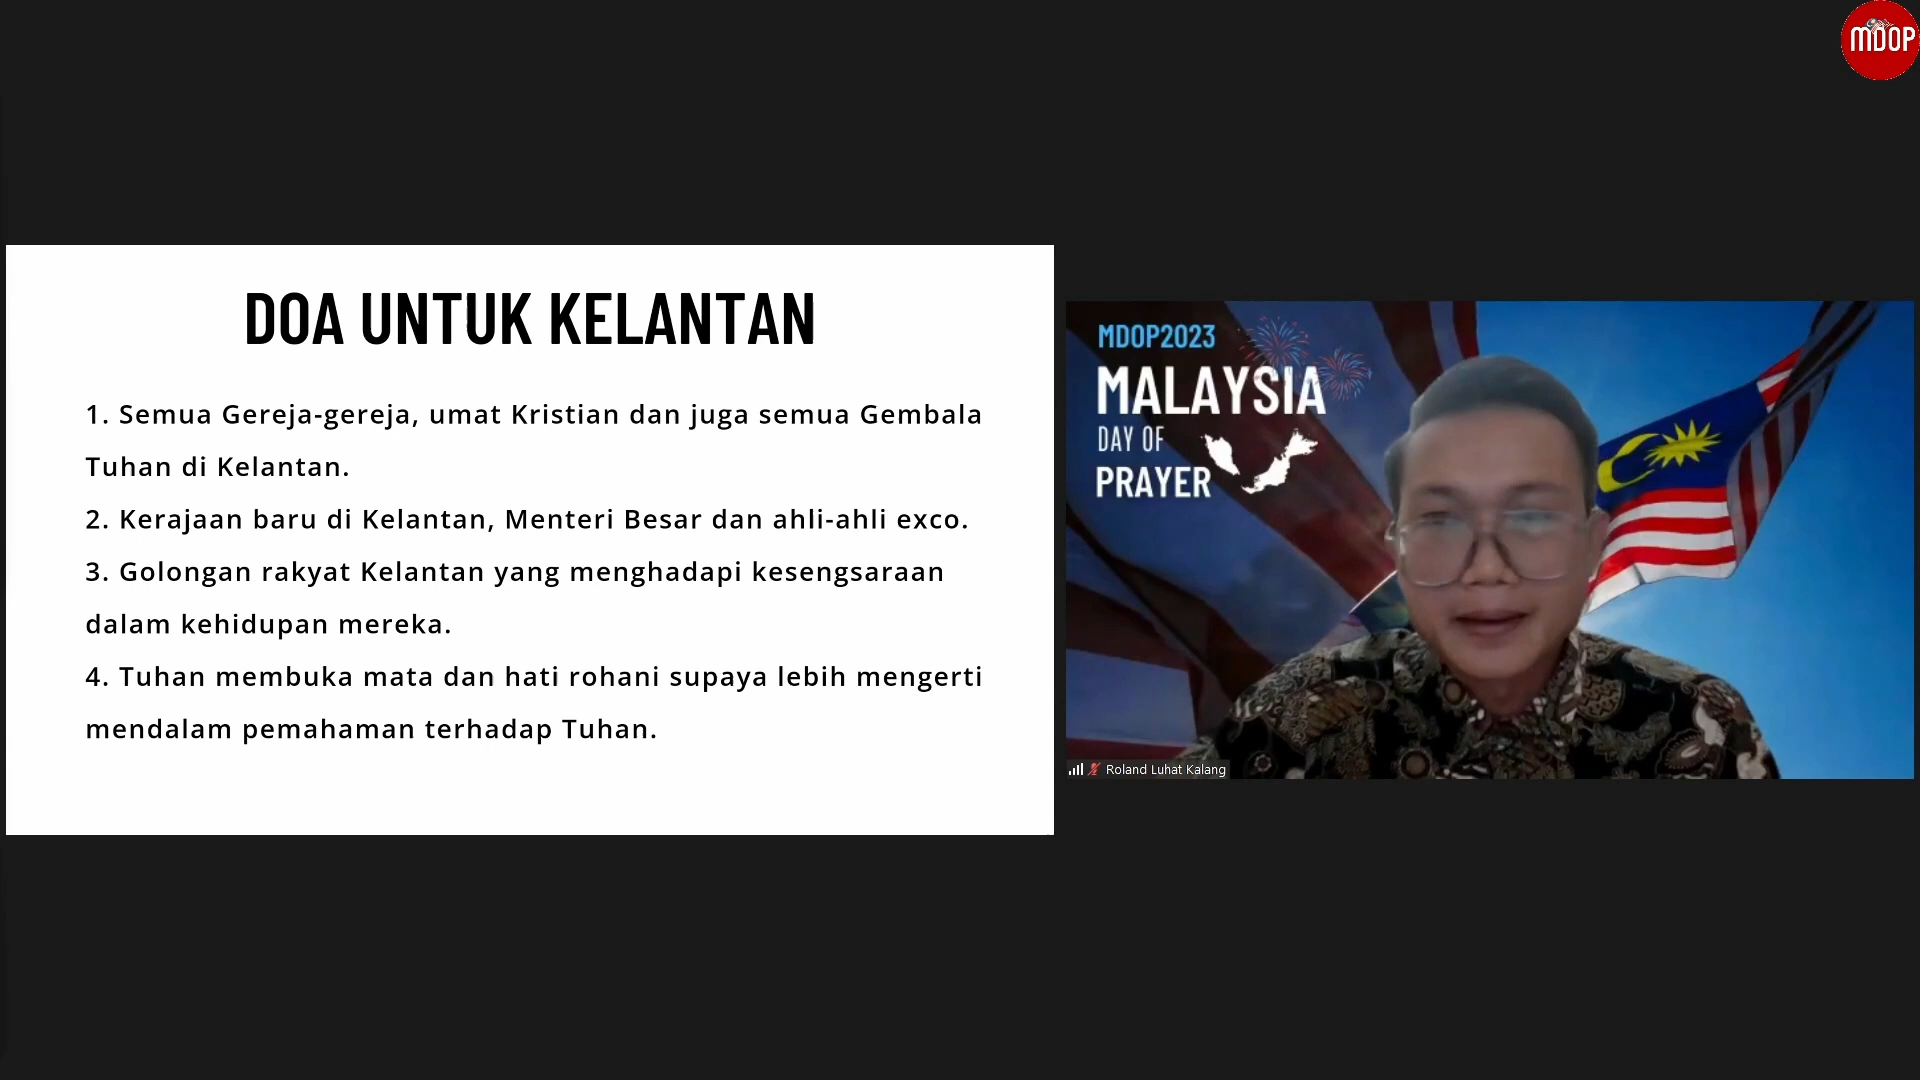 MDOP
DOA UNTUK KELANTAN
1. Semua Gereja-gereja, umat Kristian dan juga semua Gembala
Tuhan di Kelantan.
2. Kerajaan baru di Kelantan, Menteri Besar dan ahli-ahli exco.
3. Golongan rakyat Kelantan yang menghadapi kesengsaraan
dalam kehidupan mereka.
4. Tuhan membuka mata dan hati rohani supaya lebih mengerti
mendalam pemahaman terhadap Tuhan.
MDOP2023
MALAYSIA
DAY OF
PRAYER
Roland Luhat Kalang